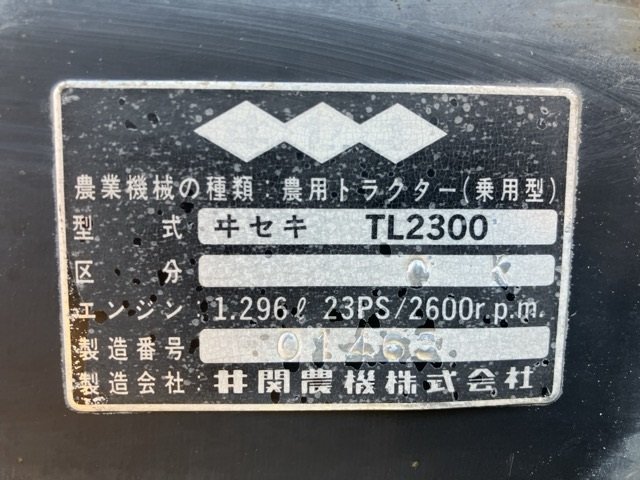 農業機械の種類:農用トラクター(乗用型)
型式 ヰセキ TL2300
区分
エンジン 1.296ℓ 23PS/2600r.p.m.
製造番号 01463
製造会社:井関農機株式会社